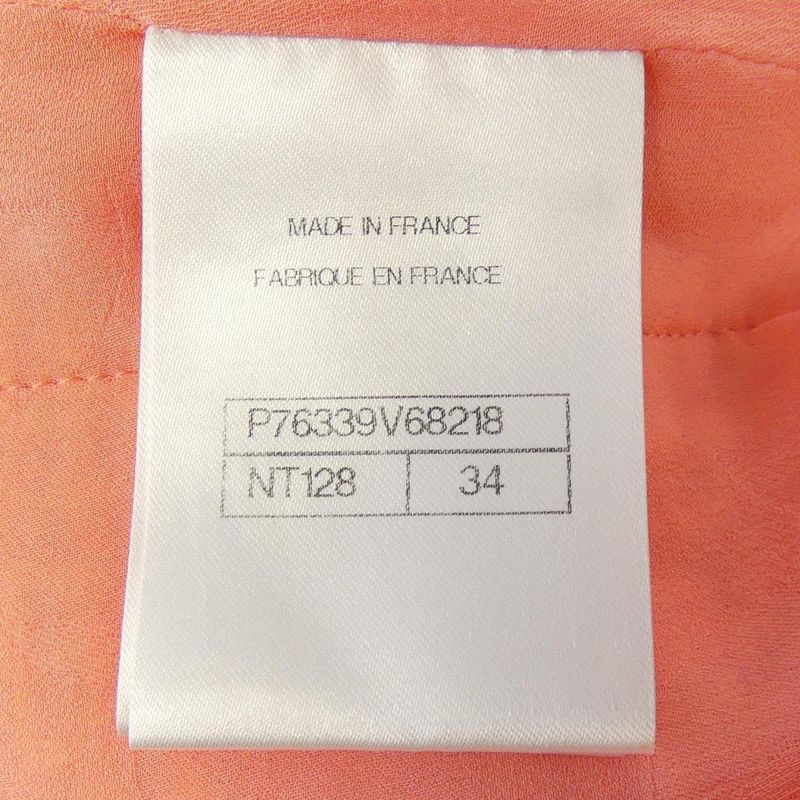 MADE IN FRANCE
FABRIQUE EN FRANCE
P76339V68218
NT128 34